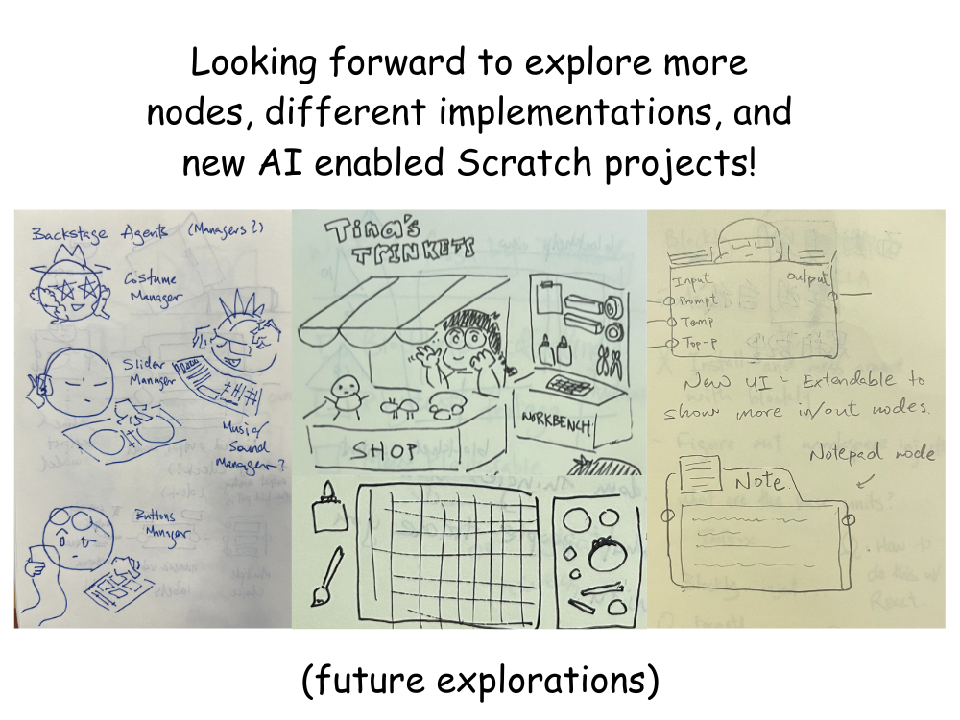 Looking forward to explore more
nodes, different implementations, and
new AI enabled Scratch projects!
Backstage Agents (Managers?)
Costume
Manager
Slider
Manager
Music/
Sound
Manager?
Buttons
Manager
Tina's
TRINKETS
SHOP
WORKBENCH
Input
Output
Prompt
Temp
Top-P
New UI - Extendable to
show more in/out nodes.
Notepad node
Note
(future explorations)